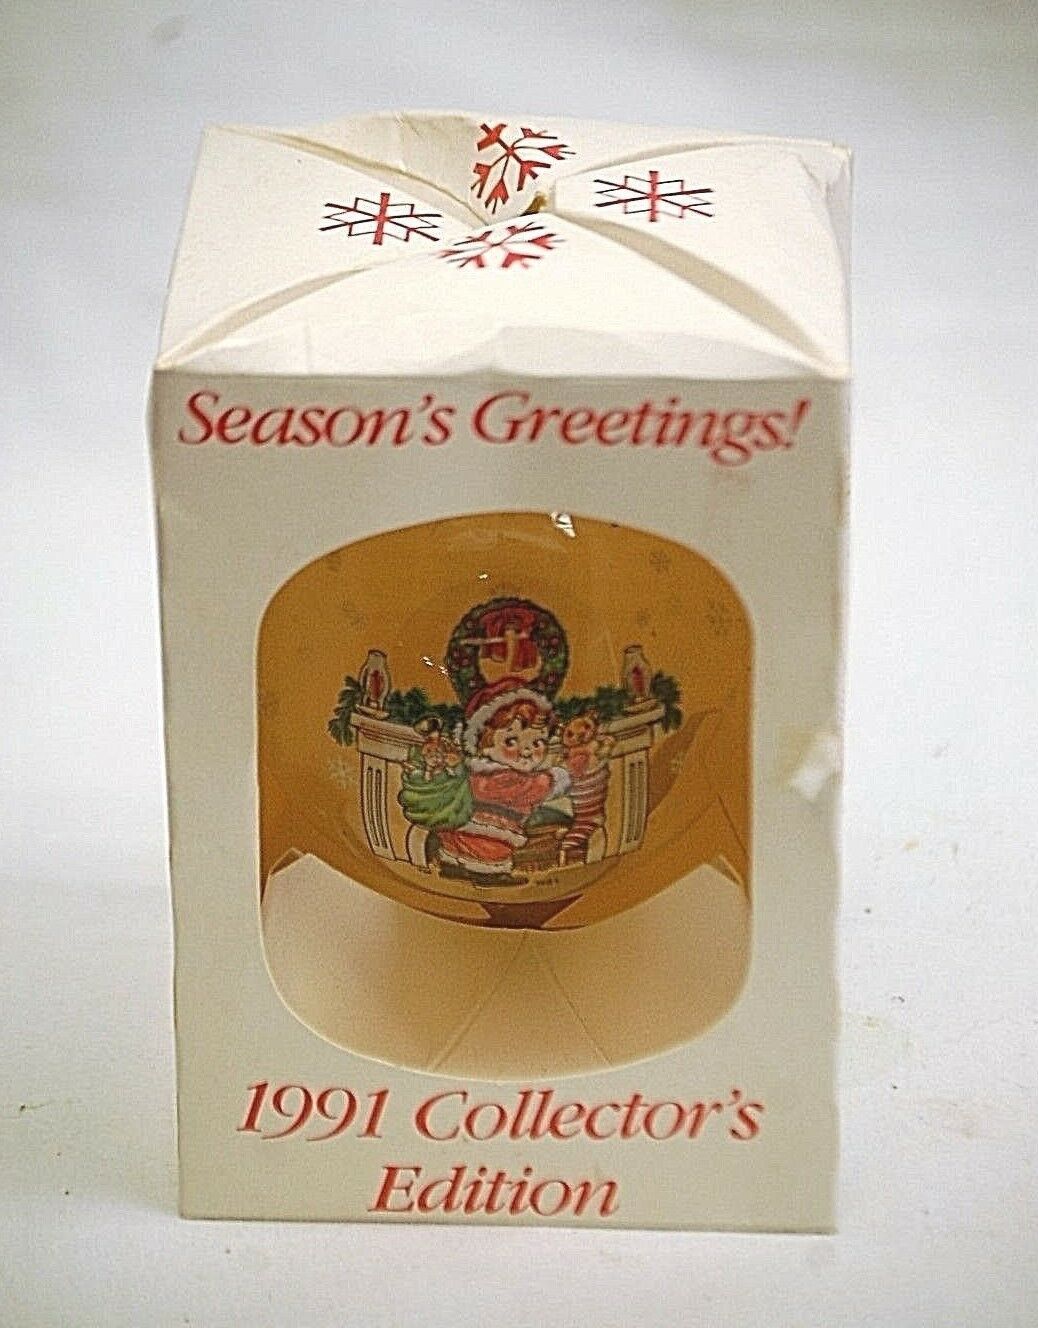 Season's Greetings!
1991 Collector's
Edition